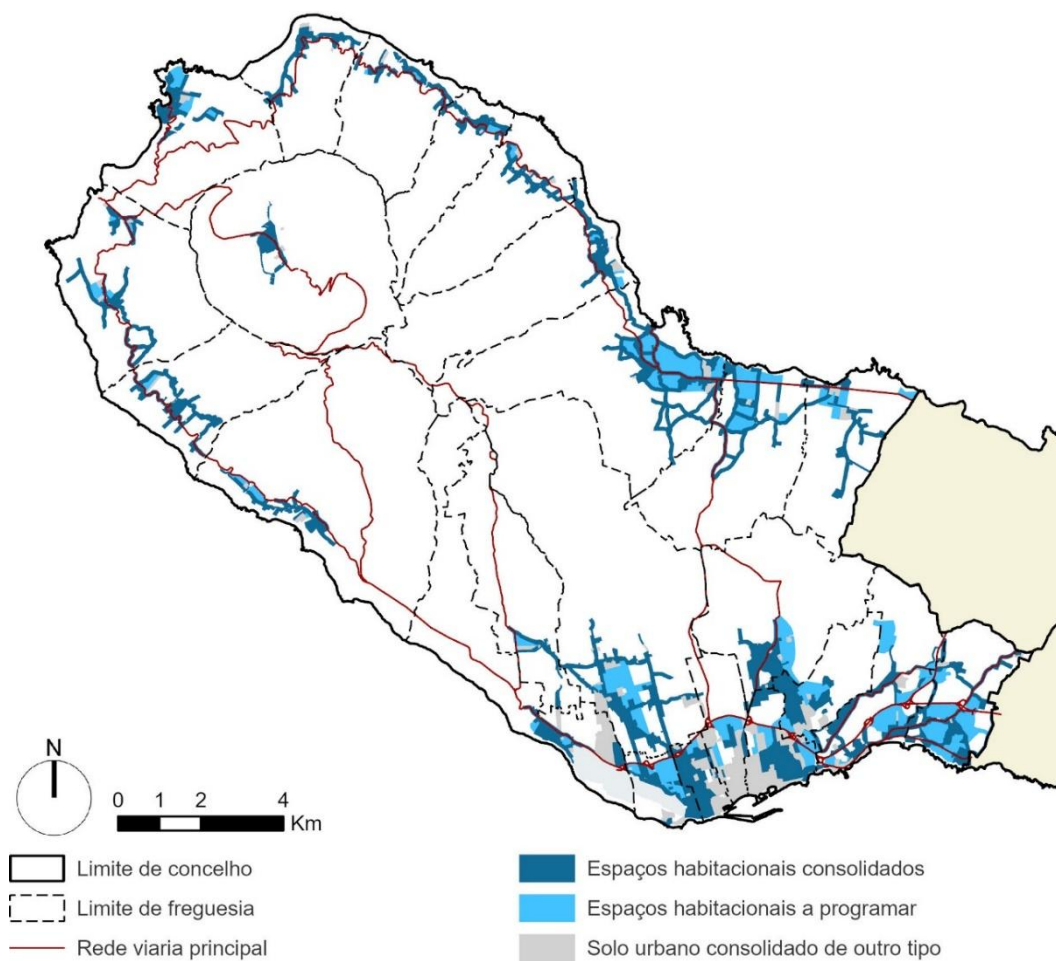 N
0 1 2 4
Km
Limite de concelho
Limite de freguesia
Rede viaria principal
Espaços habitacionais consolidados
Espaços habitacionais a programar
Solo urbano consolidado de outro tipo